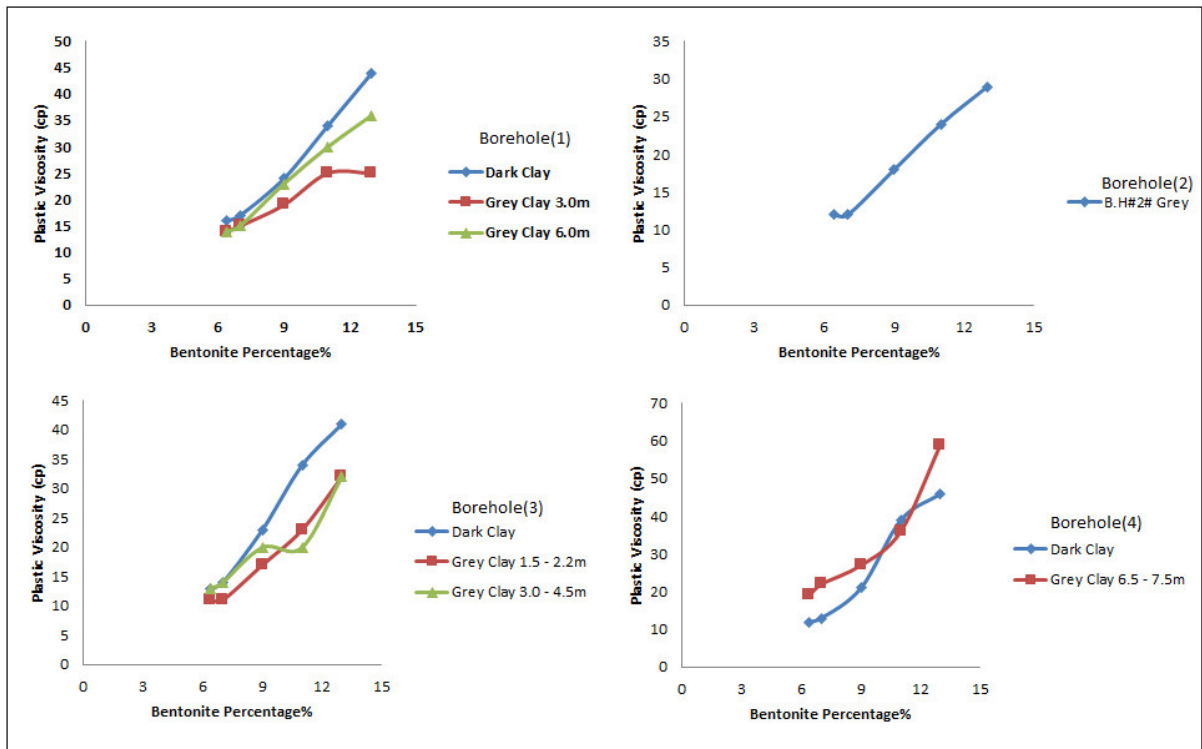 50
45
40
35
30
25
20
15
10
5
0
Plastic Viscosity (cp)
0 3 6 9 12 15
Bentonite Percentage%
Borehole(1)
Dark Clay
Grey Clay 3.0m
Grey Clay 6.0m
35
30
25
20
15
10
5
0
Plastic Viscosity (cp)
0 3 6 9 12 15
Bentonite Percentage%
Borehole(2)
B.H#2# Grey
45
40
35
30
25
20
15
10
5
0
Plastic Viscosity (cp)
0 3 6 9 12 15
Bentonite Percentage%
Borehole(3)
Dark Clay
Grey Clay 1.5 - 2.2m
Grey Clay 3.0 - 4.5m
70
60
50
40
30
20
10
0
Plastic Viscosity (cp)
0 3 6 9 12 15
Bentonite Percentage%
Borehole(4)
Dark Clay
Grey Clay 6.5 - 7.5m